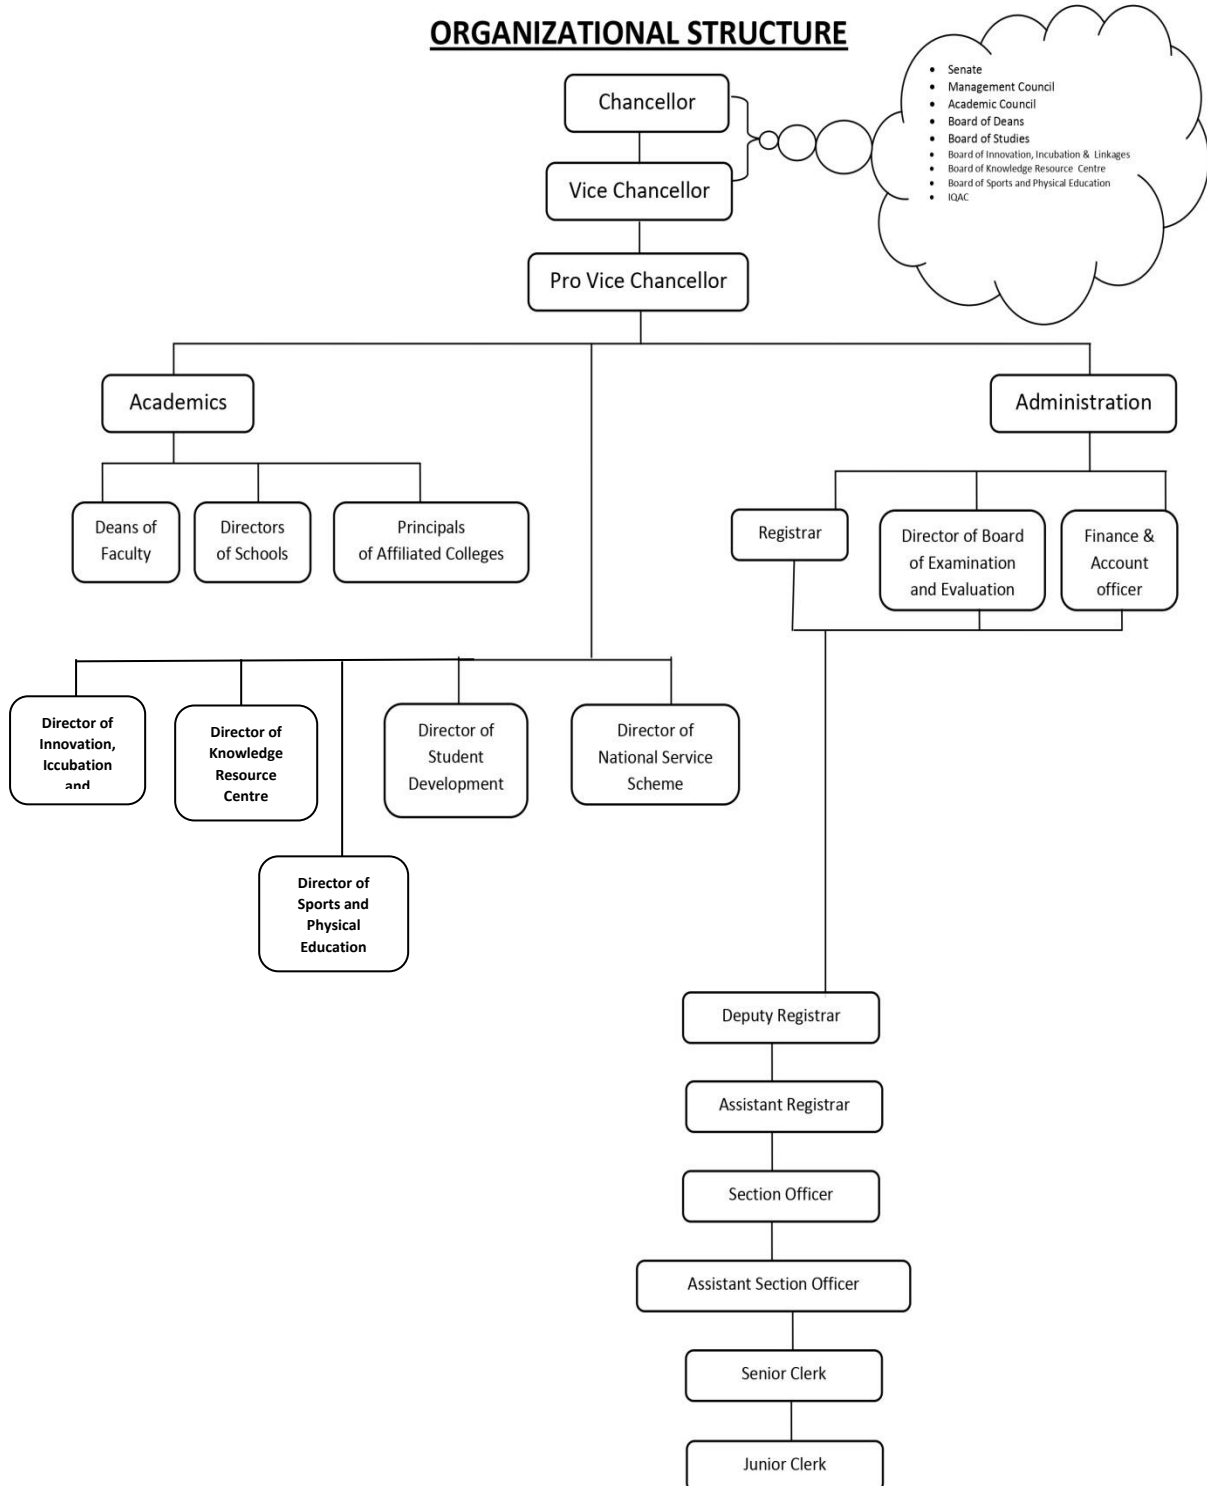 ORGANIZATIONAL STRUCTURE
Chancellor
• Senate
• Management Council
• Academic Council
• Board of Deans
• Board of Studies
• Board of Innovation, Incubation & Linkages
• Board of Knowledge Resource Centre
• Board of Sports and Physical Education
• IQAC
Vice Chancellor
Pro Vice Chancellor
Academics
Administration
Deans of
Faculty
Directors
of Schools
Principals
of Affiliated Colleges
Registrar
Director of Board
of Examination
and Evaluation
Finance &
Account
officer
Director of
Innovation,
Iccubation
and
Director of
Knowledge
Resource
Centre
Director of
Student
Development
Director of
National Service
Scheme
Director of
Sports and
Physical
Education
Deputy Registrar
Assistant Registrar
Section Officer
Assistant Section Officer
Senior Clerk
Junior Clerk